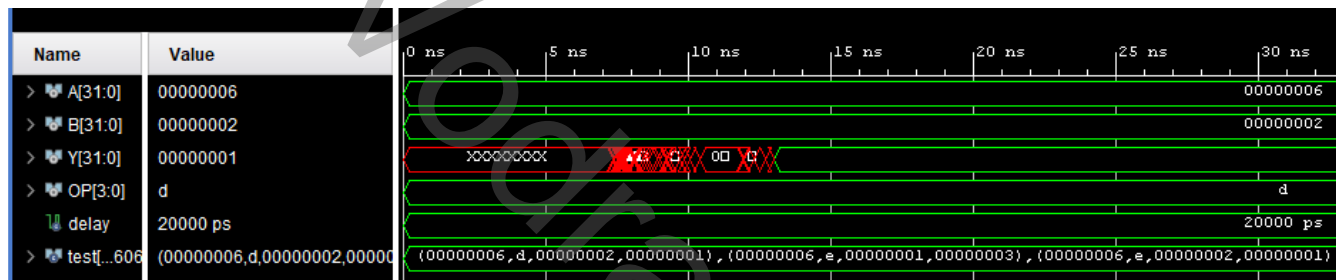 Name Value 0 ns 5 ns 10 ns 15 ns 20 ns 25 ns 30 ns
A[31:0] 00000006 00000006
B[31:0] 00000002 00000002
Y[31:0] 00000001 XXXXXXXX
OP[3:0] d d
delay 20000 ps 20000 ps
test[...606 (00000006,d,00000002,00000 (00000006,d,00000002,00000001),(00000006,e,00000001,00000003),(00000006,e,00000002,00000001)